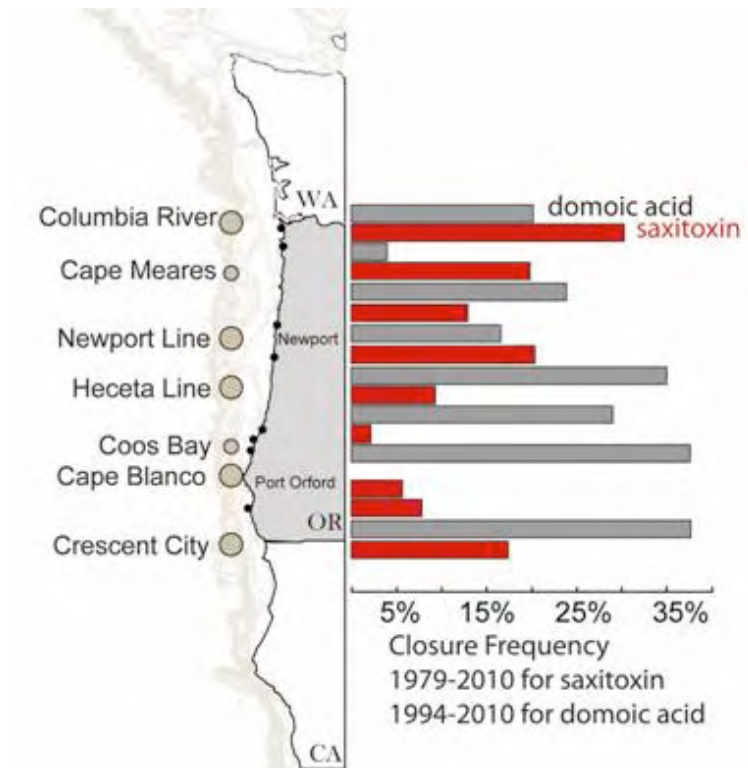 WA
Columbia River
domoic acid
saxitoxin
Cape Meares
Newport Line
Newport
Heceta Line
Coos Bay
Cape Blanco
Port Orford
OR
Crescent City
5% 15% 25% 35%
Closure Frequency
1979-2010 for saxitoxin
1994-2010 for domoic acid
CA